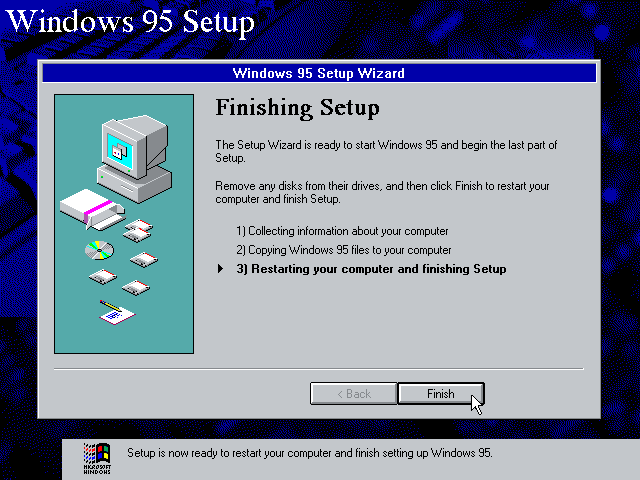 Windows 95 Setup
Windows 95 Setup Wizard
Finishing Setup
The Setup Wizard is ready to start Windows 95 and begin the last part of
Setup.
Remove any disks from their drives, and then click Finish to restart your
computer and finish Setup.
1) Collecting information about your computer
2) Copying Windows 95 files to your computer
3) Restarting your computer and finishing Setup
< Back
Finish
Setup is now ready to restart your computer and finish setting up Windows 95.
MICROSOFT
WINDOWS